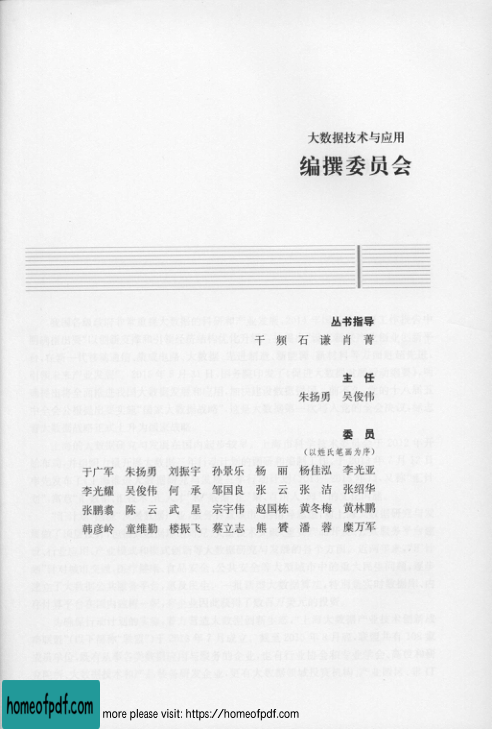 大数据技术与应用
编撰委员会
丛书指导
干 频 石 谦 肖 菁
主 任
朱扬勇 吴俊伟
委 员
（以姓氏笔画为序）
于广军 朱扬勇 刘振宇 孙景乐 杨 丽 杨佳泓 李光亚
李光耀 吴俊伟 何 承 邹国良 张 云 张 洁 张绍华
张鹏翥 陈 云 武 星 宗宇伟 赵国栋 黄冬梅 黄林鹏
韩彦岭 童维勤 楼振飞 蔡立志 熊 赟 潘 蓉 糜万军
homeofpdf.com
more please visit: https://homeofpdf.com